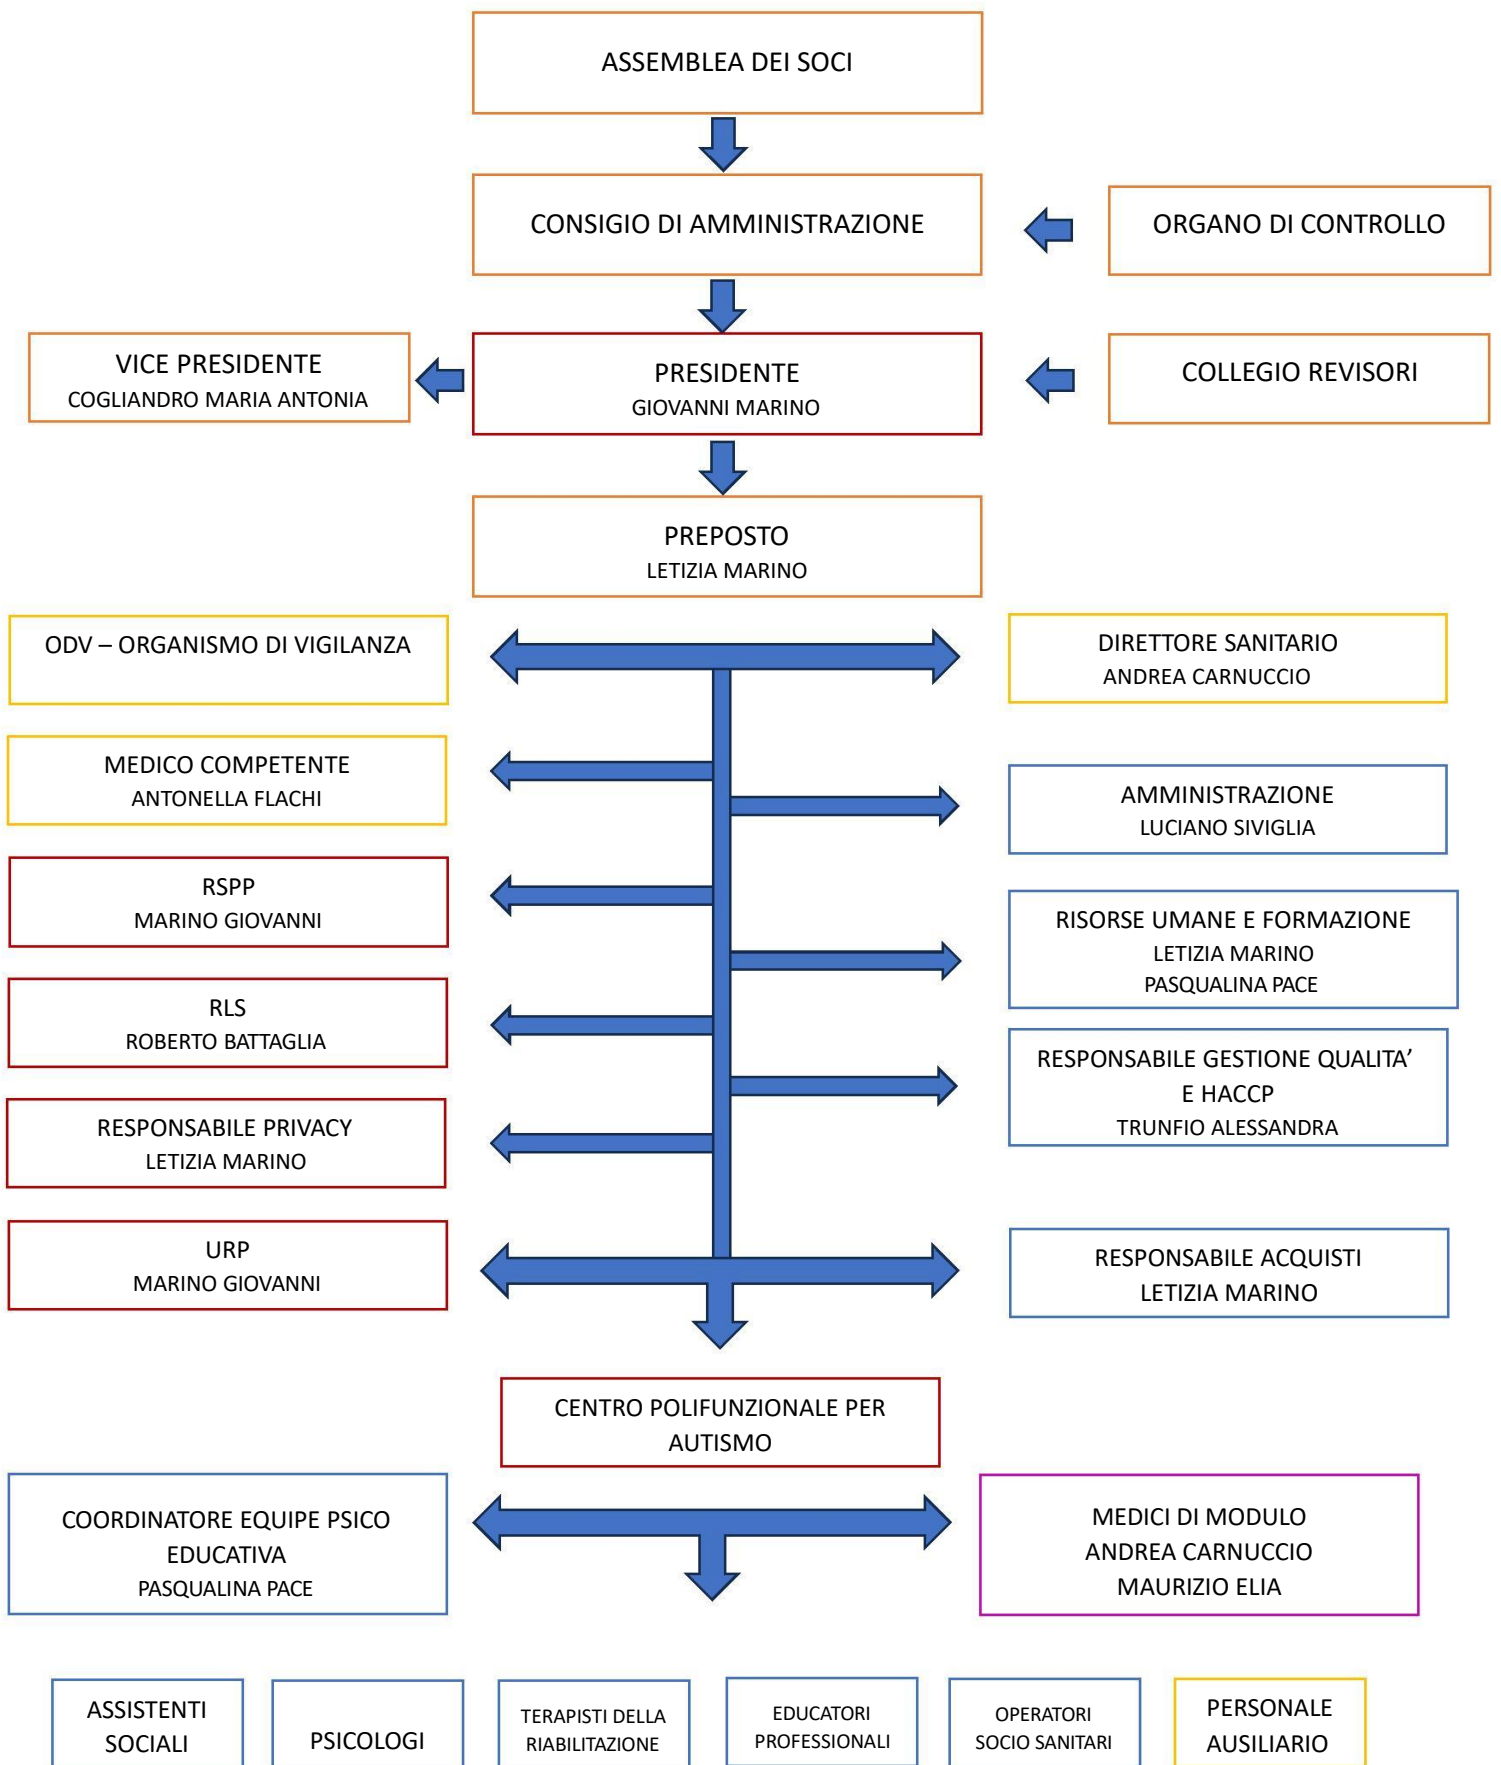 ASSEMBLEA DEI SOCI
CONSIGIO DI AMMINISTRAZIONE
ORGANO DI CONTROLLO
VICE PRESIDENTE
COGLIANDRO MARIA ANTONIA
PRESIDENTE
GIOVANNI MARINO
COLLEGIO REVISORI
PREPOSTO
LETIZIA MARINO
ODV – ORGANISMO DI VIGILANZA
DIRETTORE SANITARIO
ANDREA CARNUCCIO
MEDICO COMPETENTE
ANTONELLA FLACHI
AMMINISTRAZIONE
LUCIANO SIVIGLIA
RSPP
MARINO GIOVANNI
RISORSE UMANE E FORMAZIONE
LETIZIA MARINO
PASQUALINA PACE
RLS
ROBERTO BATTAGLIA
RESPONSABILE GESTIONE QUALITA’
E HACCP
TRUNFIO ALESSANDRA
RESPONSABILE PRIVACY
LETIZIA MARINO
URP
MARINO GIOVANNI
RESPONSABILE ACQUISTI
LETIZIA MARINO
CENTRO POLIFUNZIONALE PER
AUTISMO
COORDINATORE EQUIPE PSICO
EDUCATIVA
PASQUALINA PACE
MEDICI DI MODULO
ANDREA CARNUCCIO
MAURIZIO ELIA
ASSISTENTI
SOCIALI
PSICOLOGI
TERAPISTI DELLA
RIABILITAZIONE
EDUCATORI
PROFESSIONALI
OPERATORI
SOCIO SANITARI
PERSONALE
AUSILIARIO